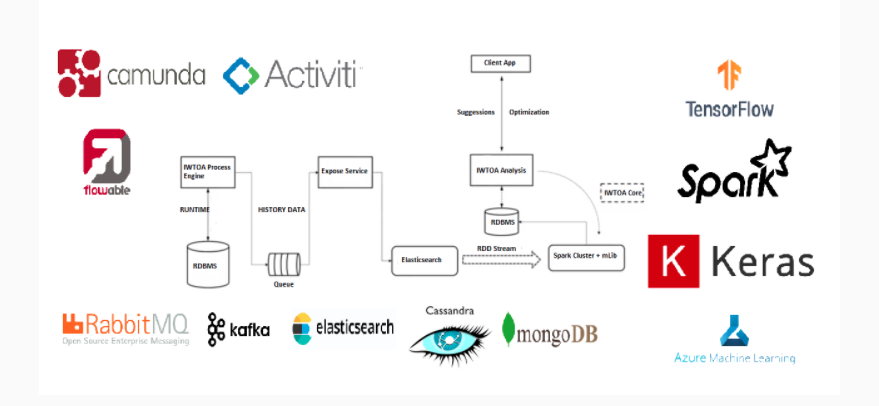 camunda
Activiti
Client App
TensorFlow
Suggessions
Optimization
flowable
IWTOA Process
Engine
Expose Service
IWTOA Analysis
Spark
IWTOA Core
RUNTIME
HISTORY DATA
RDBMS
RDD Stream
RDBMS
Elasticsearch
Spark Cluster + mLib
K Keras
Queue
RabbitMQ
Open Source Enterprise Messaging
kafka
elasticsearch
Cassandra
mongoDB
Azure Machine Learning